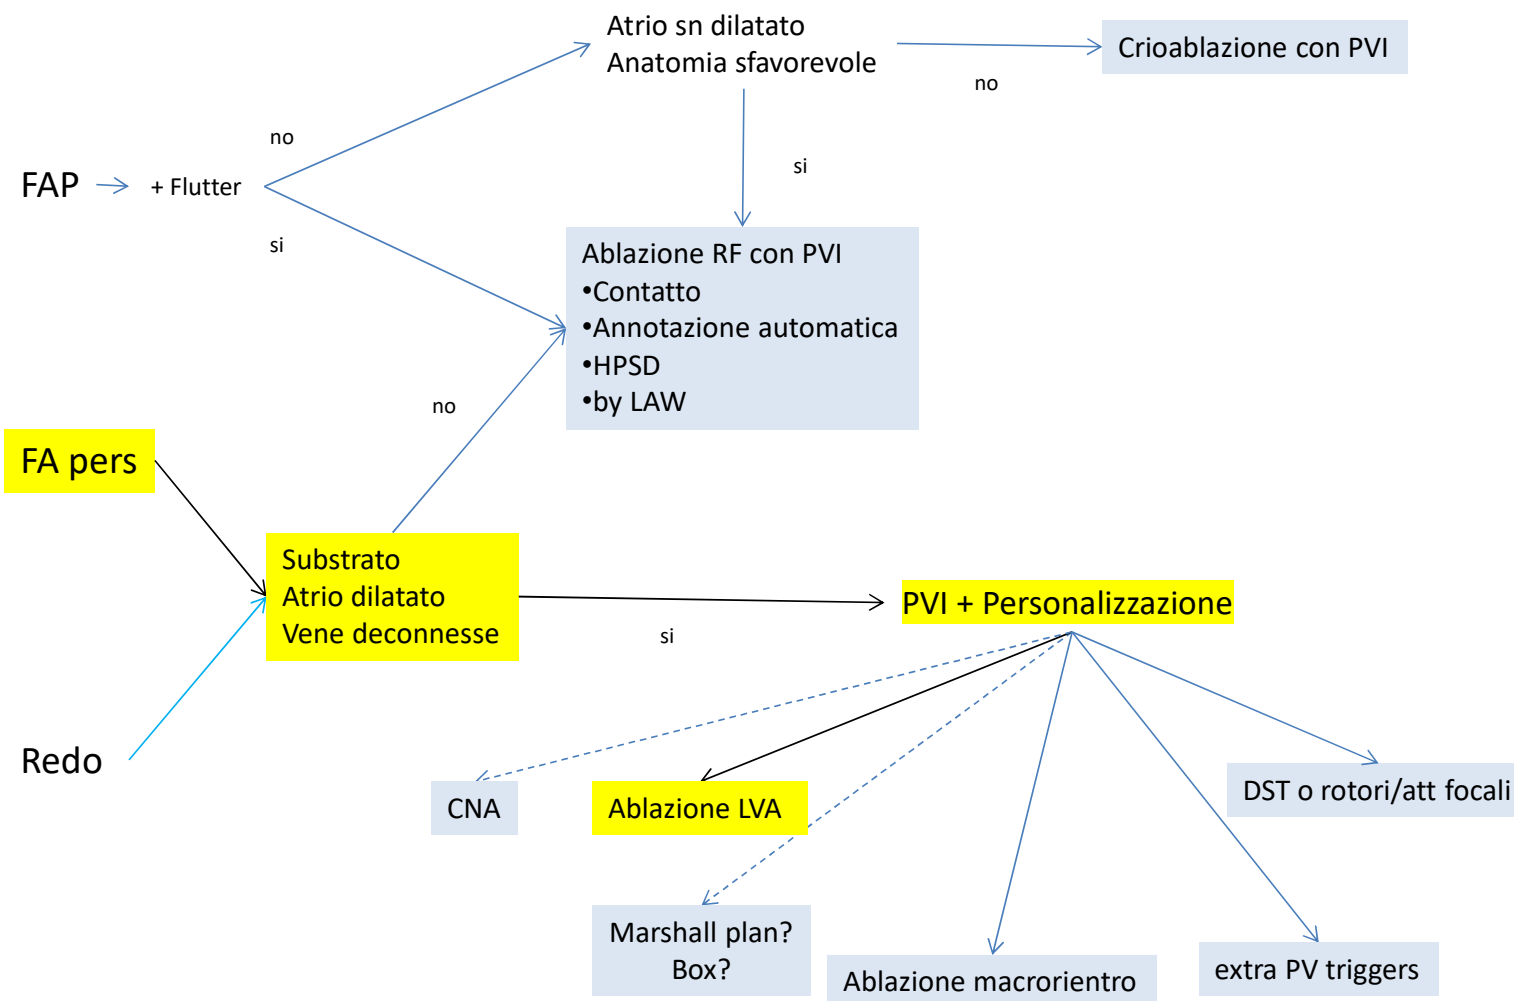 Atrio sn dilatato
Anatomia sfavorevole
no
Crioablazione con PVI
no
si
FAP
+ Flutter
si
Ablazione RF con PVI
•Contatto
•Annotazione automatica
•HPSD
•by LAW
no
FA pers
Substrato
Atrio dilatato
Vene deconnesse
si
PVI + Personalizzazione
Redo
CNA
Ablazione LVA
DST o rotori/att focali
Marshall plan?
Box?
Ablazione macrorientro
extra PV triggers